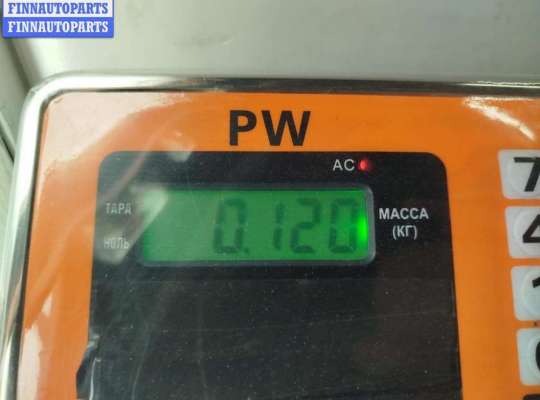 FINNAUTOPARTS
FINNAUTOPARTS
PW
AC
ТАРА
НОЛЬ
0.120
МАССА
(КГ)
7
4